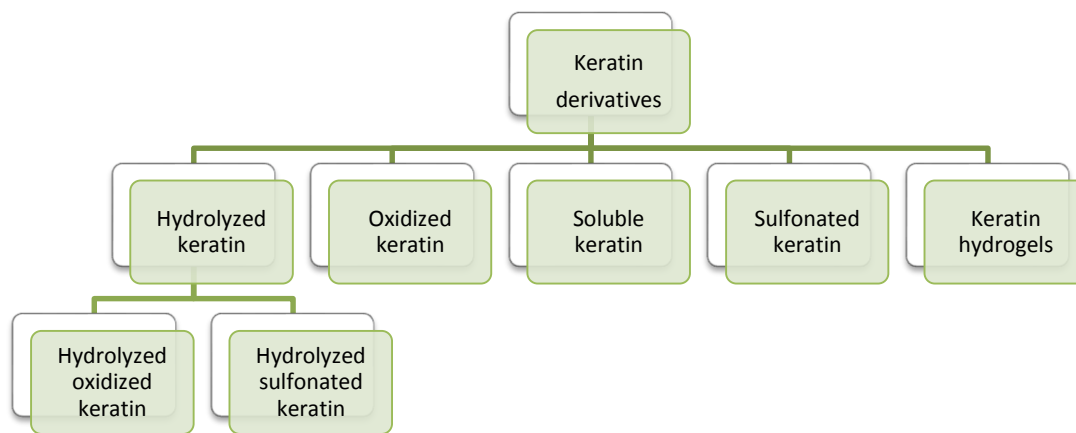 Keratin
derivatives
Hydrolyzed
keratin
Oxidized
keratin
Soluble
keratin
Sulfonated
keratin
Keratin
hydrogels
Hydrolyzed
oxidized
keratin
Hydrolyzed
sulfonated
keratin